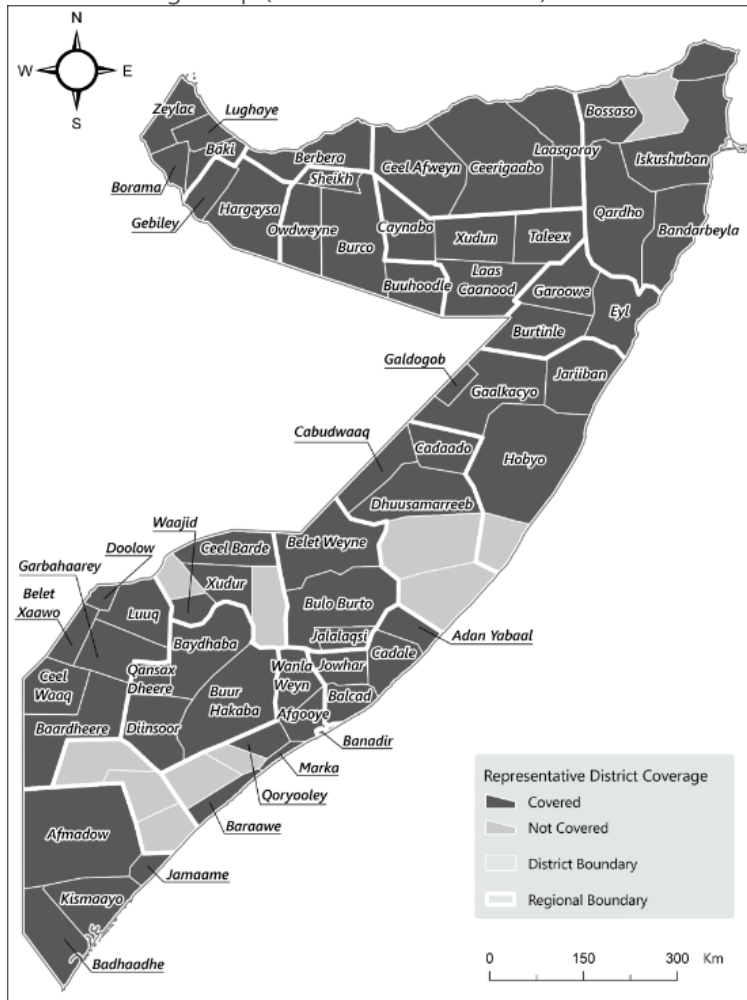 N
W E
S
Zeylac
Lughaye
Baki
Borama
Gebiley
Berbera
Sheikh
Hargeysa
Owdweyne
Burco
Ceel Afweyn
Ceerigaabo
Laasqoray
Bossaso
Iskushuban
Qardho
Bandarbeyla
Caynabo
Xudun
Taleex
Buuhoodle
Laas
Caanood
Garoowe
Eyl
Burtinle
Galdogob
Jariiban
Gaalkacyo
Cabudwaaq
Cadaado
Hobyo
Dhuusamarreeb
Waajid
Doolow
Garbahaarey
Belet
Xaawo
Ceel Barde
Belet Weyne
Xudur
Luuq
Bulo Burto
Baydhaba
Jalalaqsi
Adan Yabaal
Cadale
Ceel
Waaq
Qansax
Dheere
Wanla
Weyn
Jowhar
Buur
Hakaba
Balcad
Baardheere
Diinsoor
Afgooye
Banadir
Marka
Qoryooley
Baraawe
Afmadow
Jamaame
Kismaayo
Badhaadhe
Representative District Coverage
Covered
Not Covered
District Boundary
Regional Boundary
0 150 300 Km